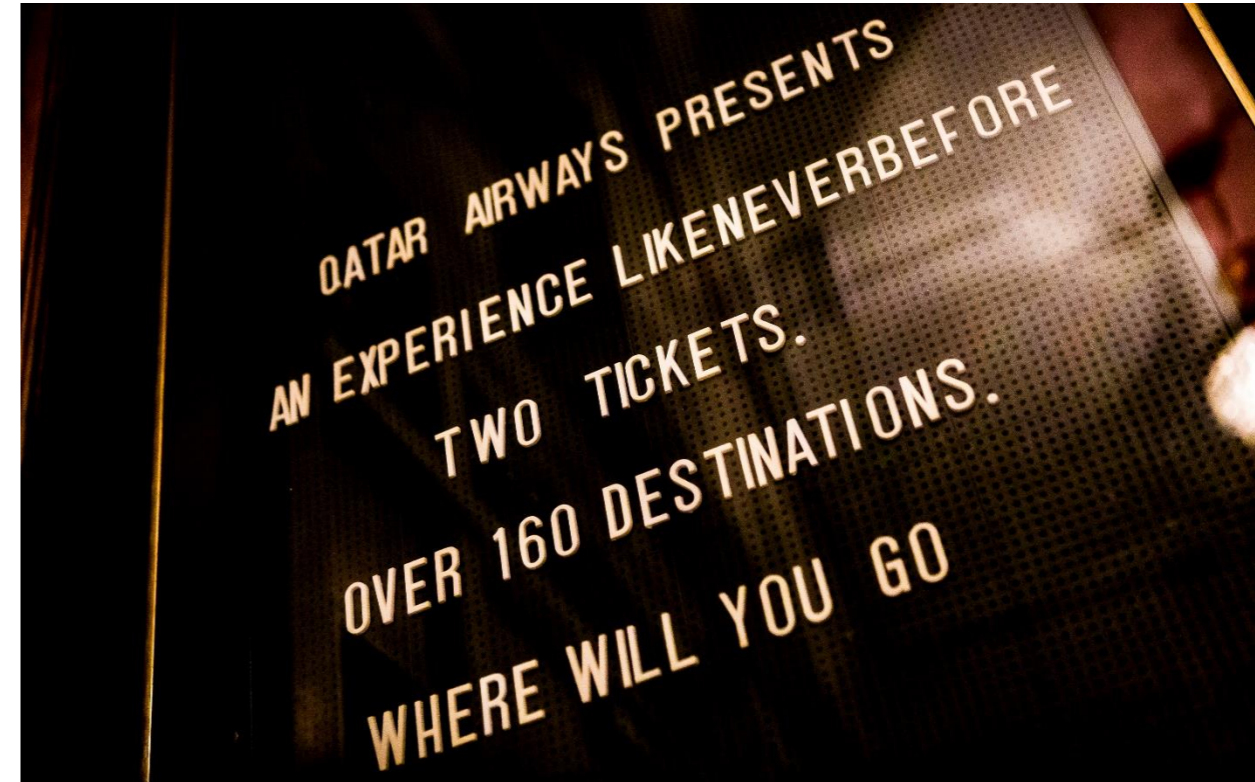 QATAR AIRWAYS PRESENTS
AN EXPERIENCE LIKENEVERBEFORE
TWO TICKETS.
OVER 160 DESTINATIONS.
WHERE WILL YOU GO